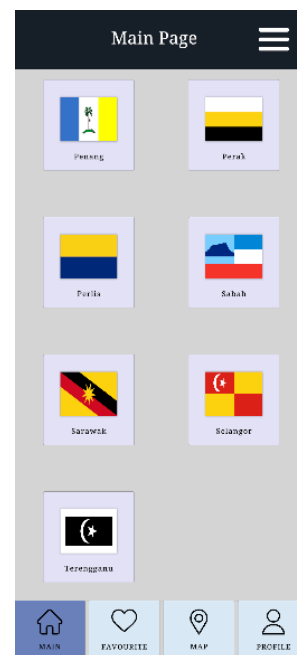 Main Page
Penang Perak
Perlis Sabah
Sarawak Selangor
Terengganu
MAIN FAVOURITE MAP PROFILE